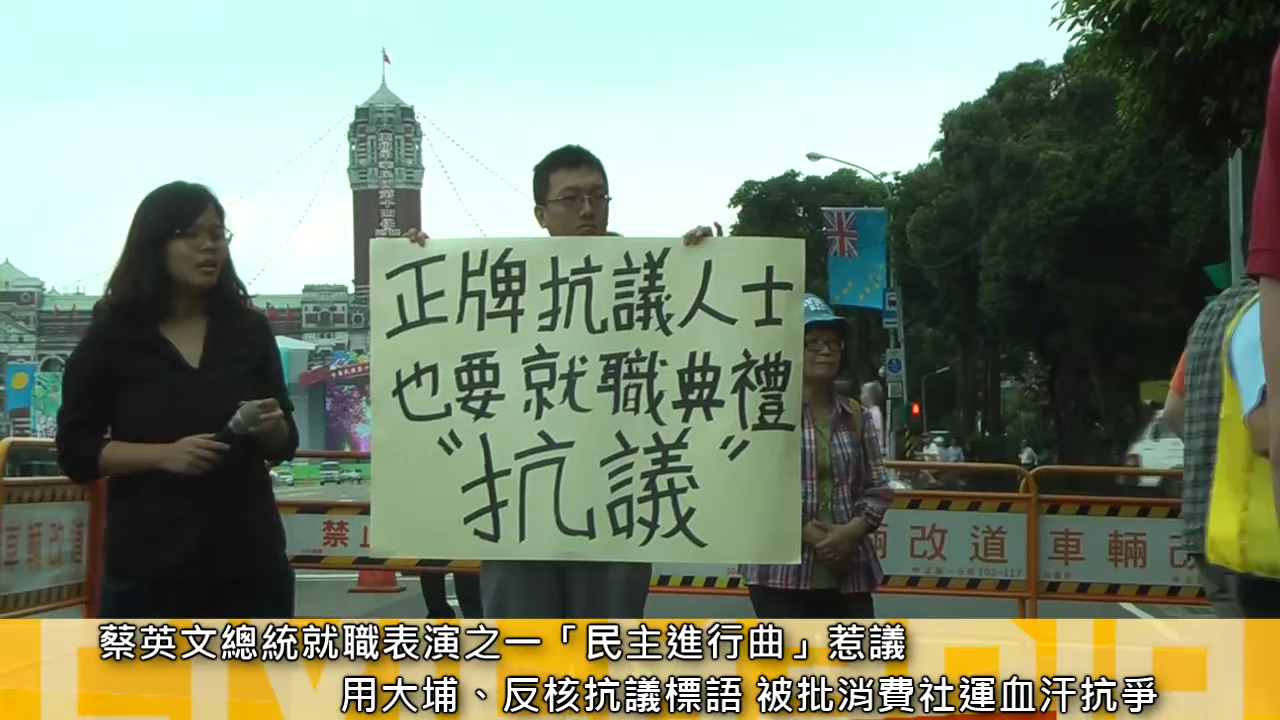 正牌抗議人士
也要就職典禮
"抗議"
車輛改道
禁止
輛改道
車輛改
蔡英文總統就職表演之一「民主進行曲」惹議
用大埔、反核抗議標語 被批消費社運血汗抗爭